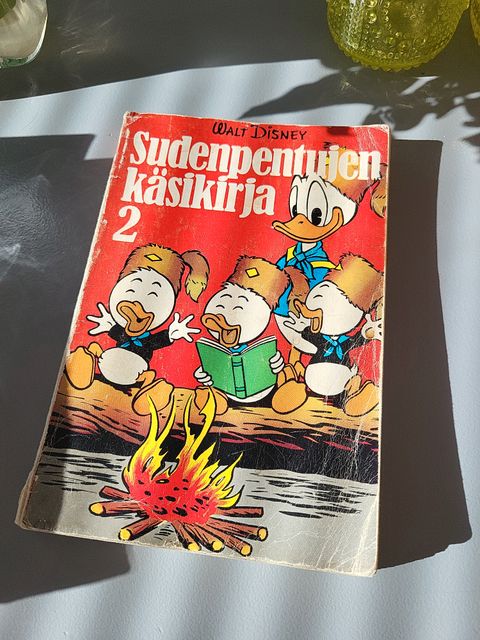 WALT DISNEY
Sudenpentujen
käsikirja
2